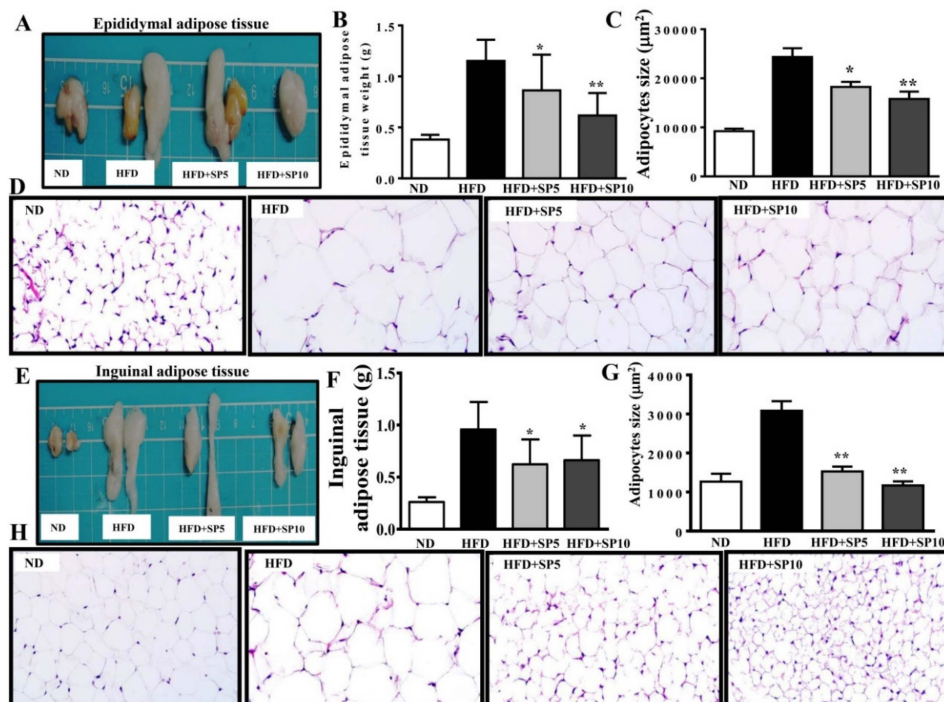 A
Epididymal adipose tissue
ND
HFD
HFD+SP5
HFD+SP10
B
Epididymal adipose
tissue weight (g)
1.5
1.0
0.5
0.0
*
**
ND
HFD
HFD+SP5
HFD+SP10
C
Adipocytes size (μm²)
30000
20000
10000
0
*
**
ND
HFD
HFD+SP5
HFD+SP10
D
ND
HFD
HFD+SP5
HFD+SP10
E
Inguinal adipose tissue
ND
HFD
HFD+SP5
HFD+SP10
F
Inguinal
adipose tissue (g)
1.5
1.0
0.5
0.0
*
*
ND
HFD
HFD+SP5
HFD+SP10
G
Adipocytes size (μm²)
4000
3000
2000
1000
0
**
**
ND
HFD
HFD+SP5
HFD+SP10
H
ND
HFD
HFD+SP5
HFD+SP10